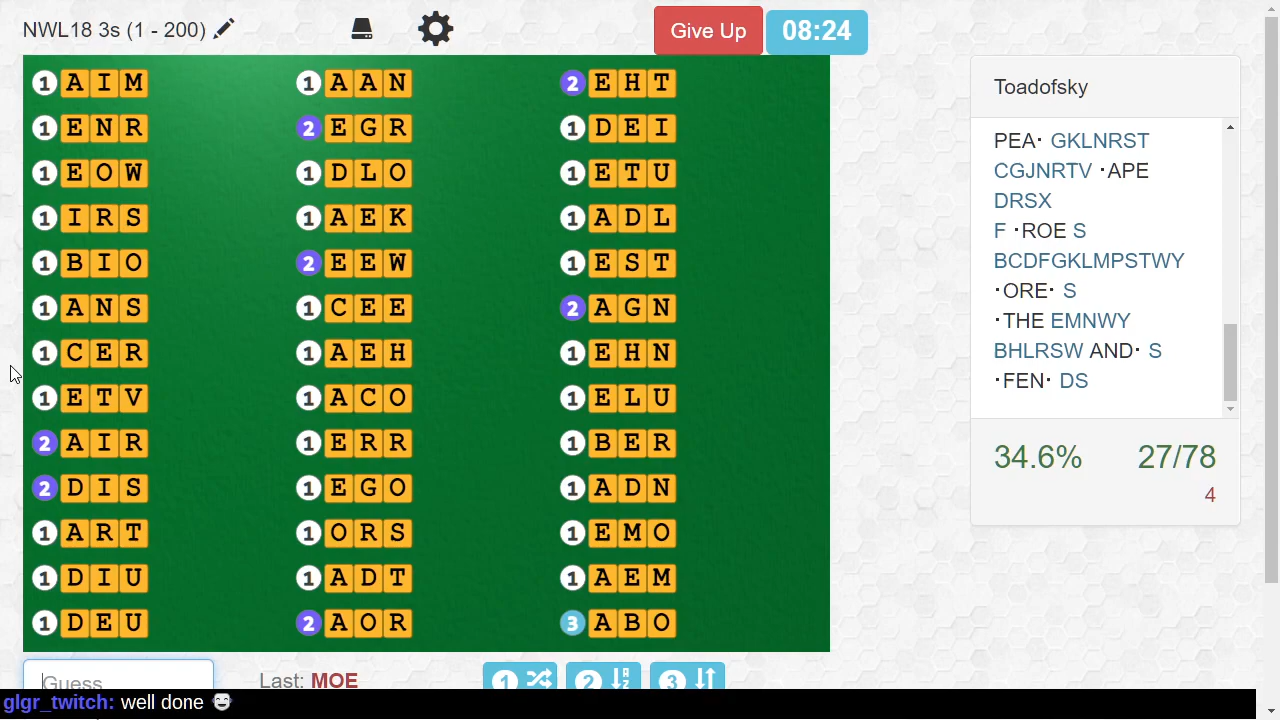 NWL18 3s (1 - 200)
Give Up
08:24
1 AIM 1 AAN 2 EHT
1 ENR 2 EGR 1 DEI
1 EOW 1 DLO 1 ETU
1 IRS 1 AEK 1 ADL
1 BIO 2 EEW 1 EST
1 ANS 1 CEE 2 AGN
1 CER 1 AEH 1 EHN
1 ETV 1 ACO 1 ELU
2 AIR 1 ERR 1 BER
2 DIS 1 EGO 1 ADN
1 ART 1 ORS 1 EMO
1 DIU 1 ADT 1 AEM
1 DEU 2 AOR 3 ABO
Guess
Last: MOE
1 2 A Z 3
Toadofsky
PEA· GKLNRST
CGJNRTV ·APE
DRSX
F ·ROE S
BCDFGKLMPSTWY
·ORE· S
·THE EMNWY
BHLRSW AND· S
·FEN· DS
34.6% 27/78
4
glgr_twitch: well done